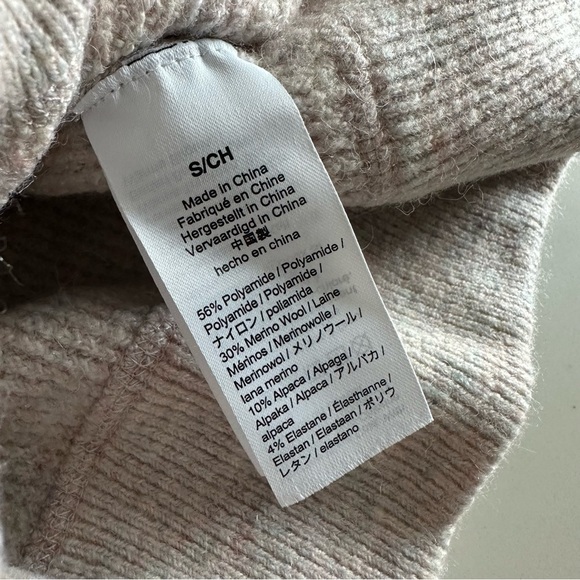 S/CH
Made in China
Fabriqué en Chine
Hergestellt in China
Vervaardigd in China
中国製
hecho en china
56% Polyamide / Polyamide /
Polyamide / Polyamide /
ナイロン / poliamida
30% Merino Wool / Laine
Mérinos / Merinowolle /
Merinowol / メリノウール /
lana merino
10% Alpaca / Alpaga /
Alpaka / Alpaca / アルパカ /
alpaca
4% Elastane / Élasthanne /
Elastan / Elastaan / ポリウ
レタン / elastano